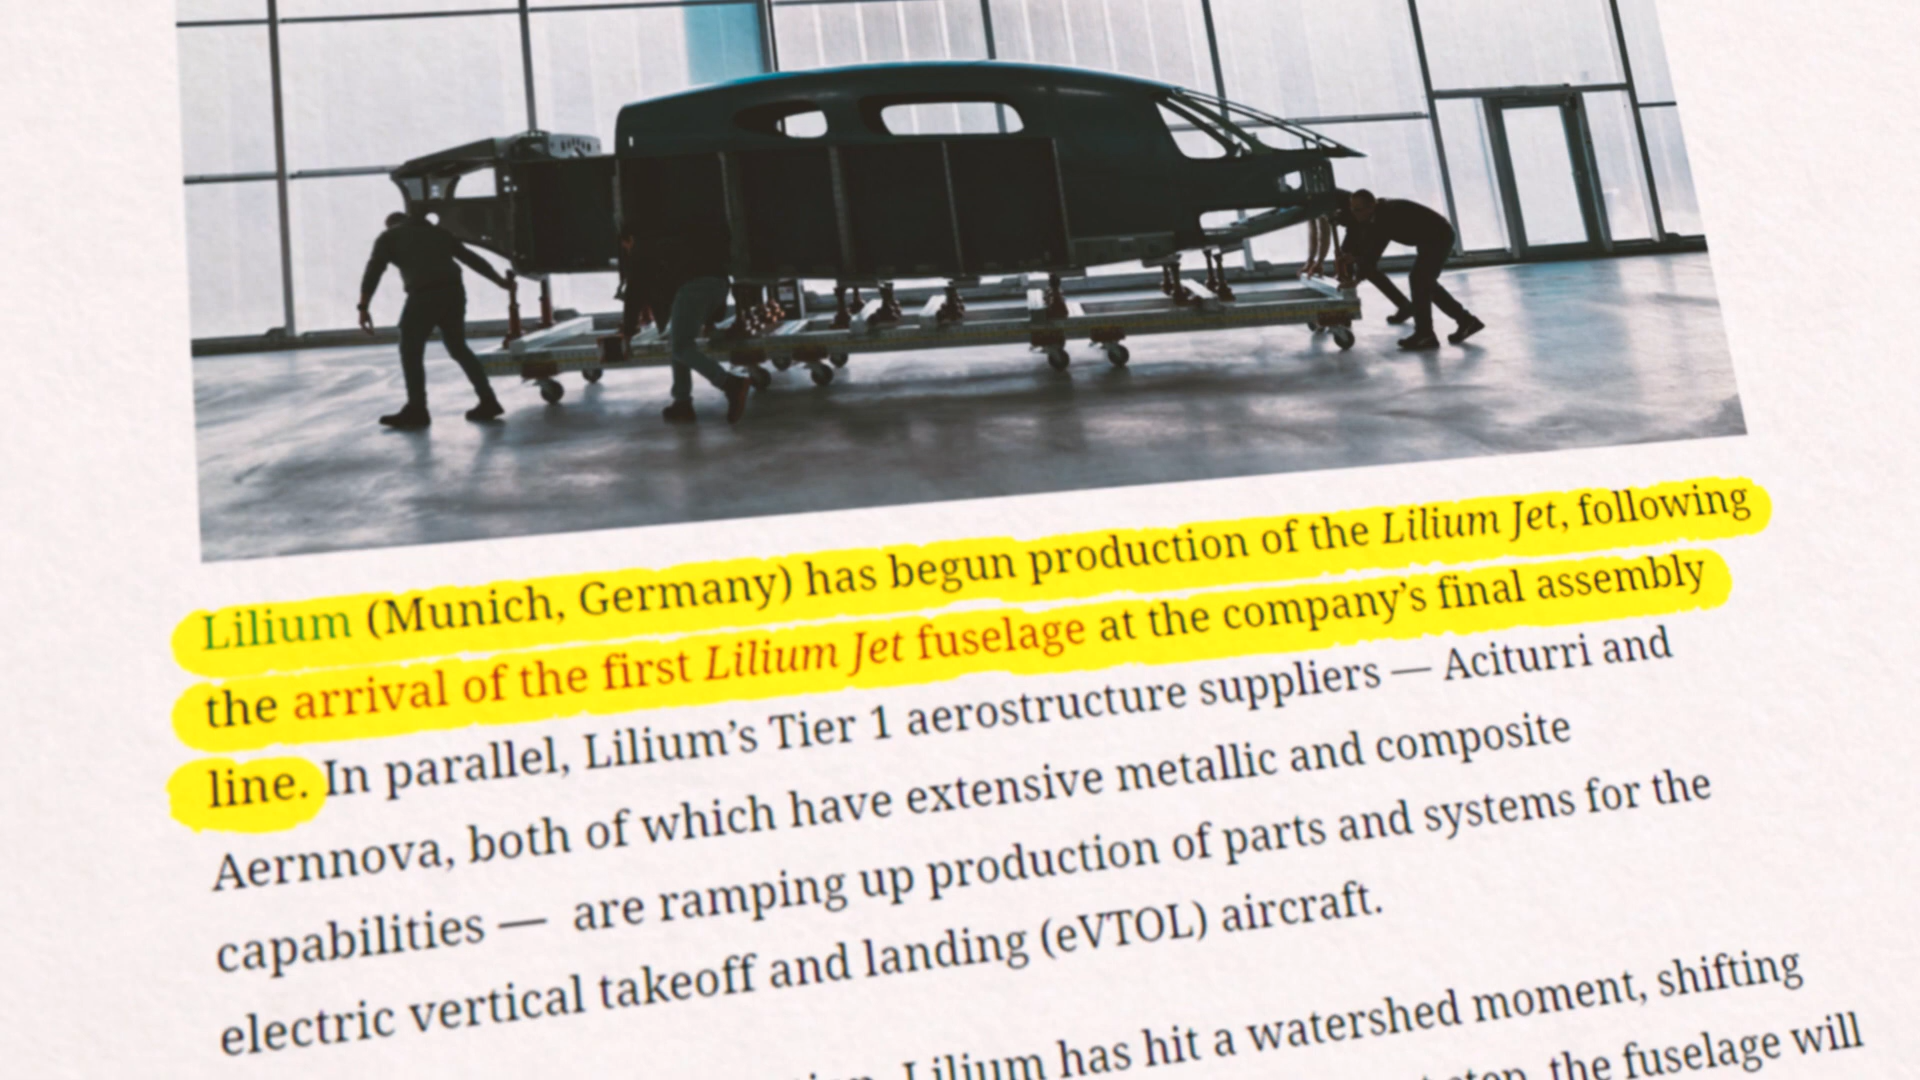 Lilium (Munich, Germany) has begun production of the Lilium Jet, following
the arrival of the first Lilium Jet fuselage at the company’s final assembly
line. In parallel, Lilium’s Tier 1 aerostructure suppliers — Aciturri and
Aernnova, both of which have extensive metallic and composite
capabilities —  are ramping up production of parts and systems for the
electric vertical takeoff and landing (eVTOL) aircraft.
Lilium has hit a watershed moment, shifting
the fuselage will